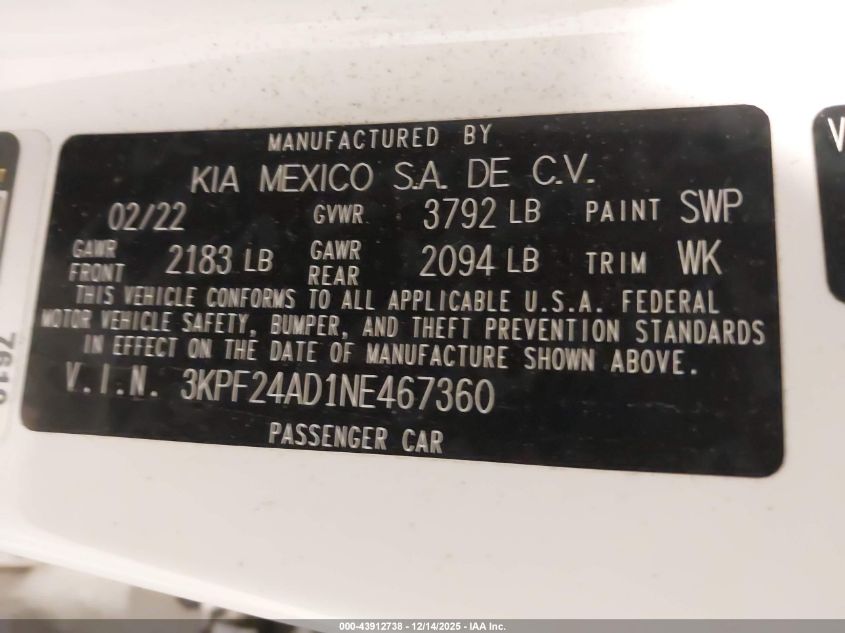 MANUFACTURED BY
KIA MEXICO S.A. DE C.V.
02/22 GVWR 3792 LB PAINT SWP
GAWR FRONT 2183 LB GAWR REAR 2094 LB TRIM WK
THIS VEHICLE CONFORMS TO ALL APPLICABLE U.S.A. FEDERAL
MOTOR VEHICLE SAFETY, BUMPER, AND THEFT PREVENTION STANDARDS
IN EFFECT ON THE DATE OF MANUFACTURE SHOWN ABOVE.
V.I.N. 3KPF24AD1NE467360
PASSENGER CAR
V
000-43912738 - 12/14/2025 - IAA Inc.